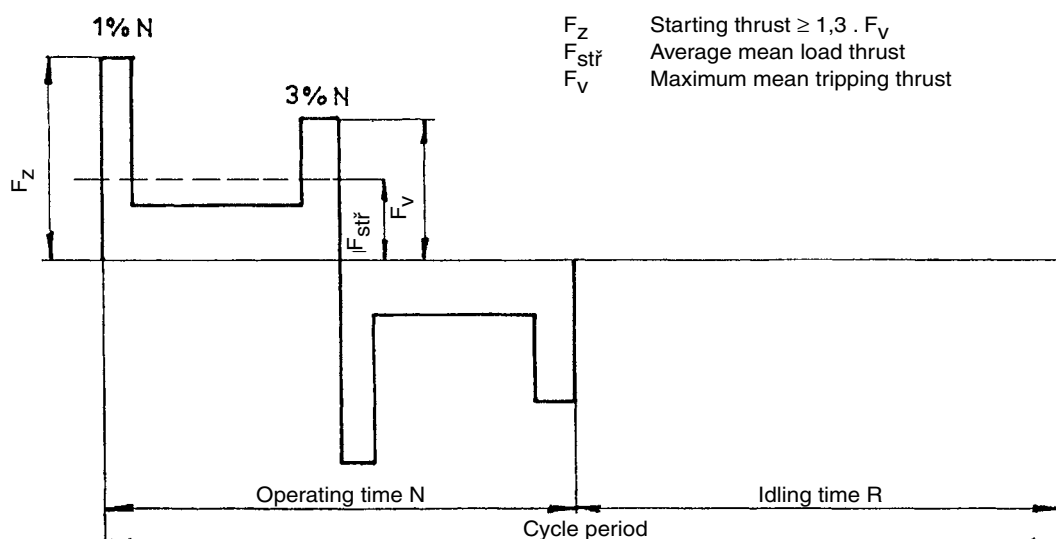 1% N
3% N
F_Z Starting thrust ≥ 1,3 . F_V
F_stř Average mean load thrust
F_V Maximum mean tripping thrust
F_Z
F_stř
F_V
Operating time N
Idling time R
Cycle period